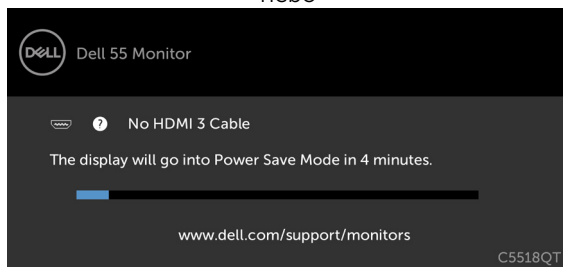 nebo
DELL
Dell 55 Monitor
? No HDMI 3 Cable
The display will go into Power Save Mode in 4 minutes.
www.dell.com/support/monitors
C5518QT